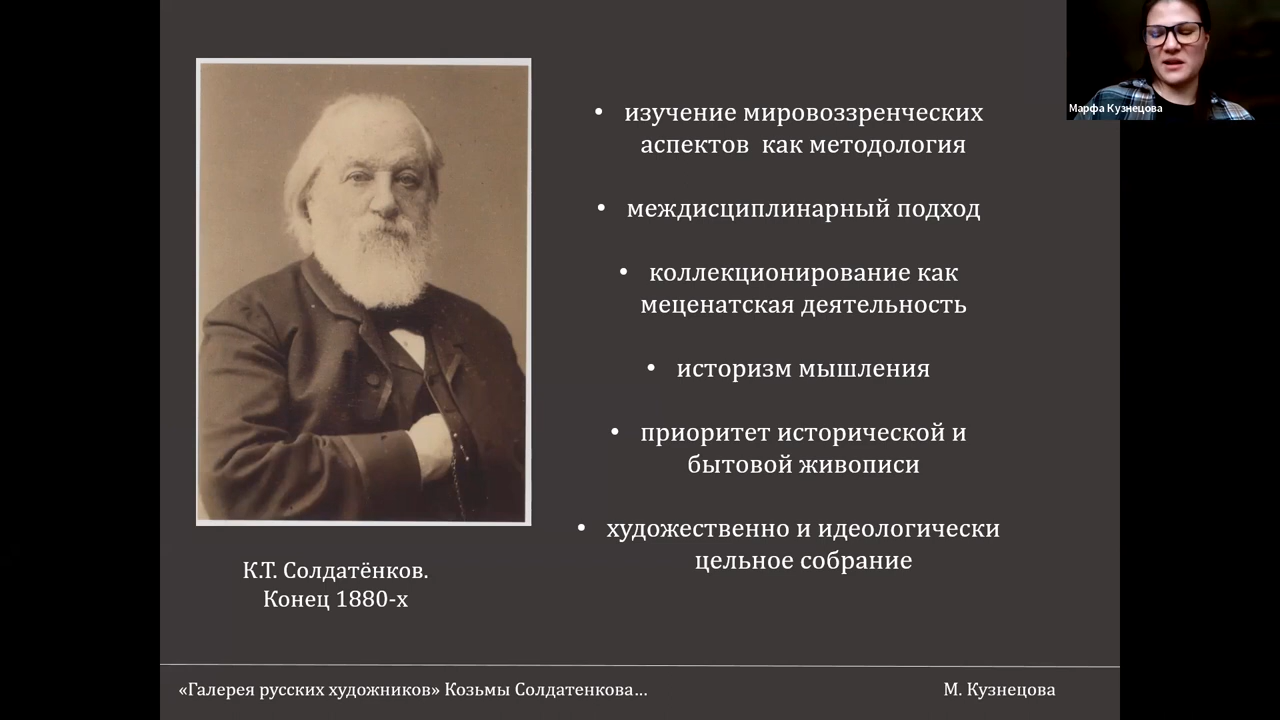 Марфа Кузнецова
• изучение мировоззренческих
аспектов как методология
• междисциплинарный подход
• коллекционирование как
меценатская деятельность
• историзм мышления
• приоритет исторической и
бытовой живописи
• художественно и идеологически
цельное собрание
К.Т. Солдатёнков.
Конец 1880-х
«Галерея русских художников» Козьмы Солдатенкова...
М. Кузнецова